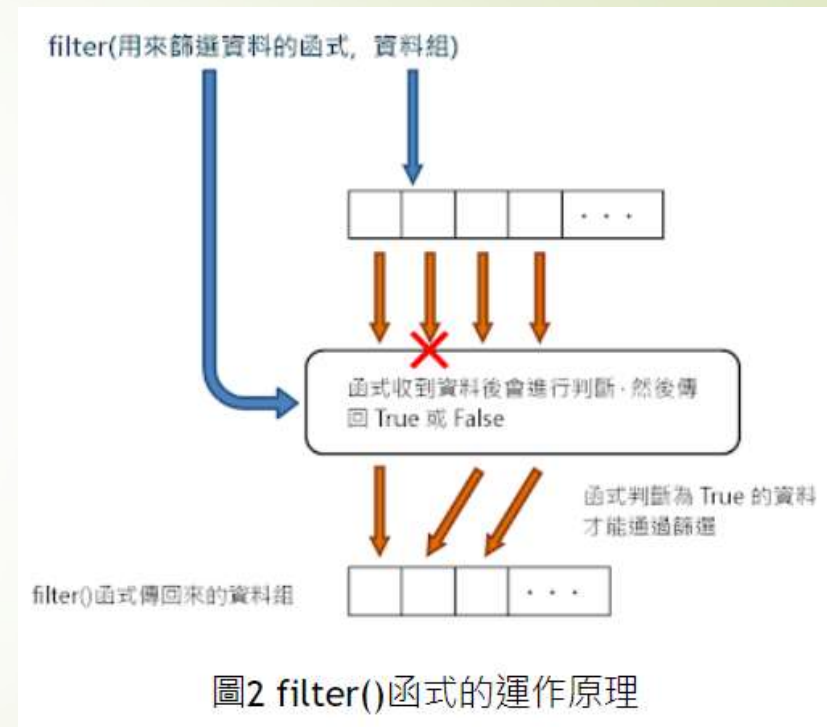 filter(用來篩選資料的函式, 資料組)
· · ·
函式收到資料後會進行判斷,然後傳
回 True 或 False
函式判斷為 True 的資料
才能通過篩選
filter()函式傳回來的資料組
· · ·
圖2 filter()函式的運作原理